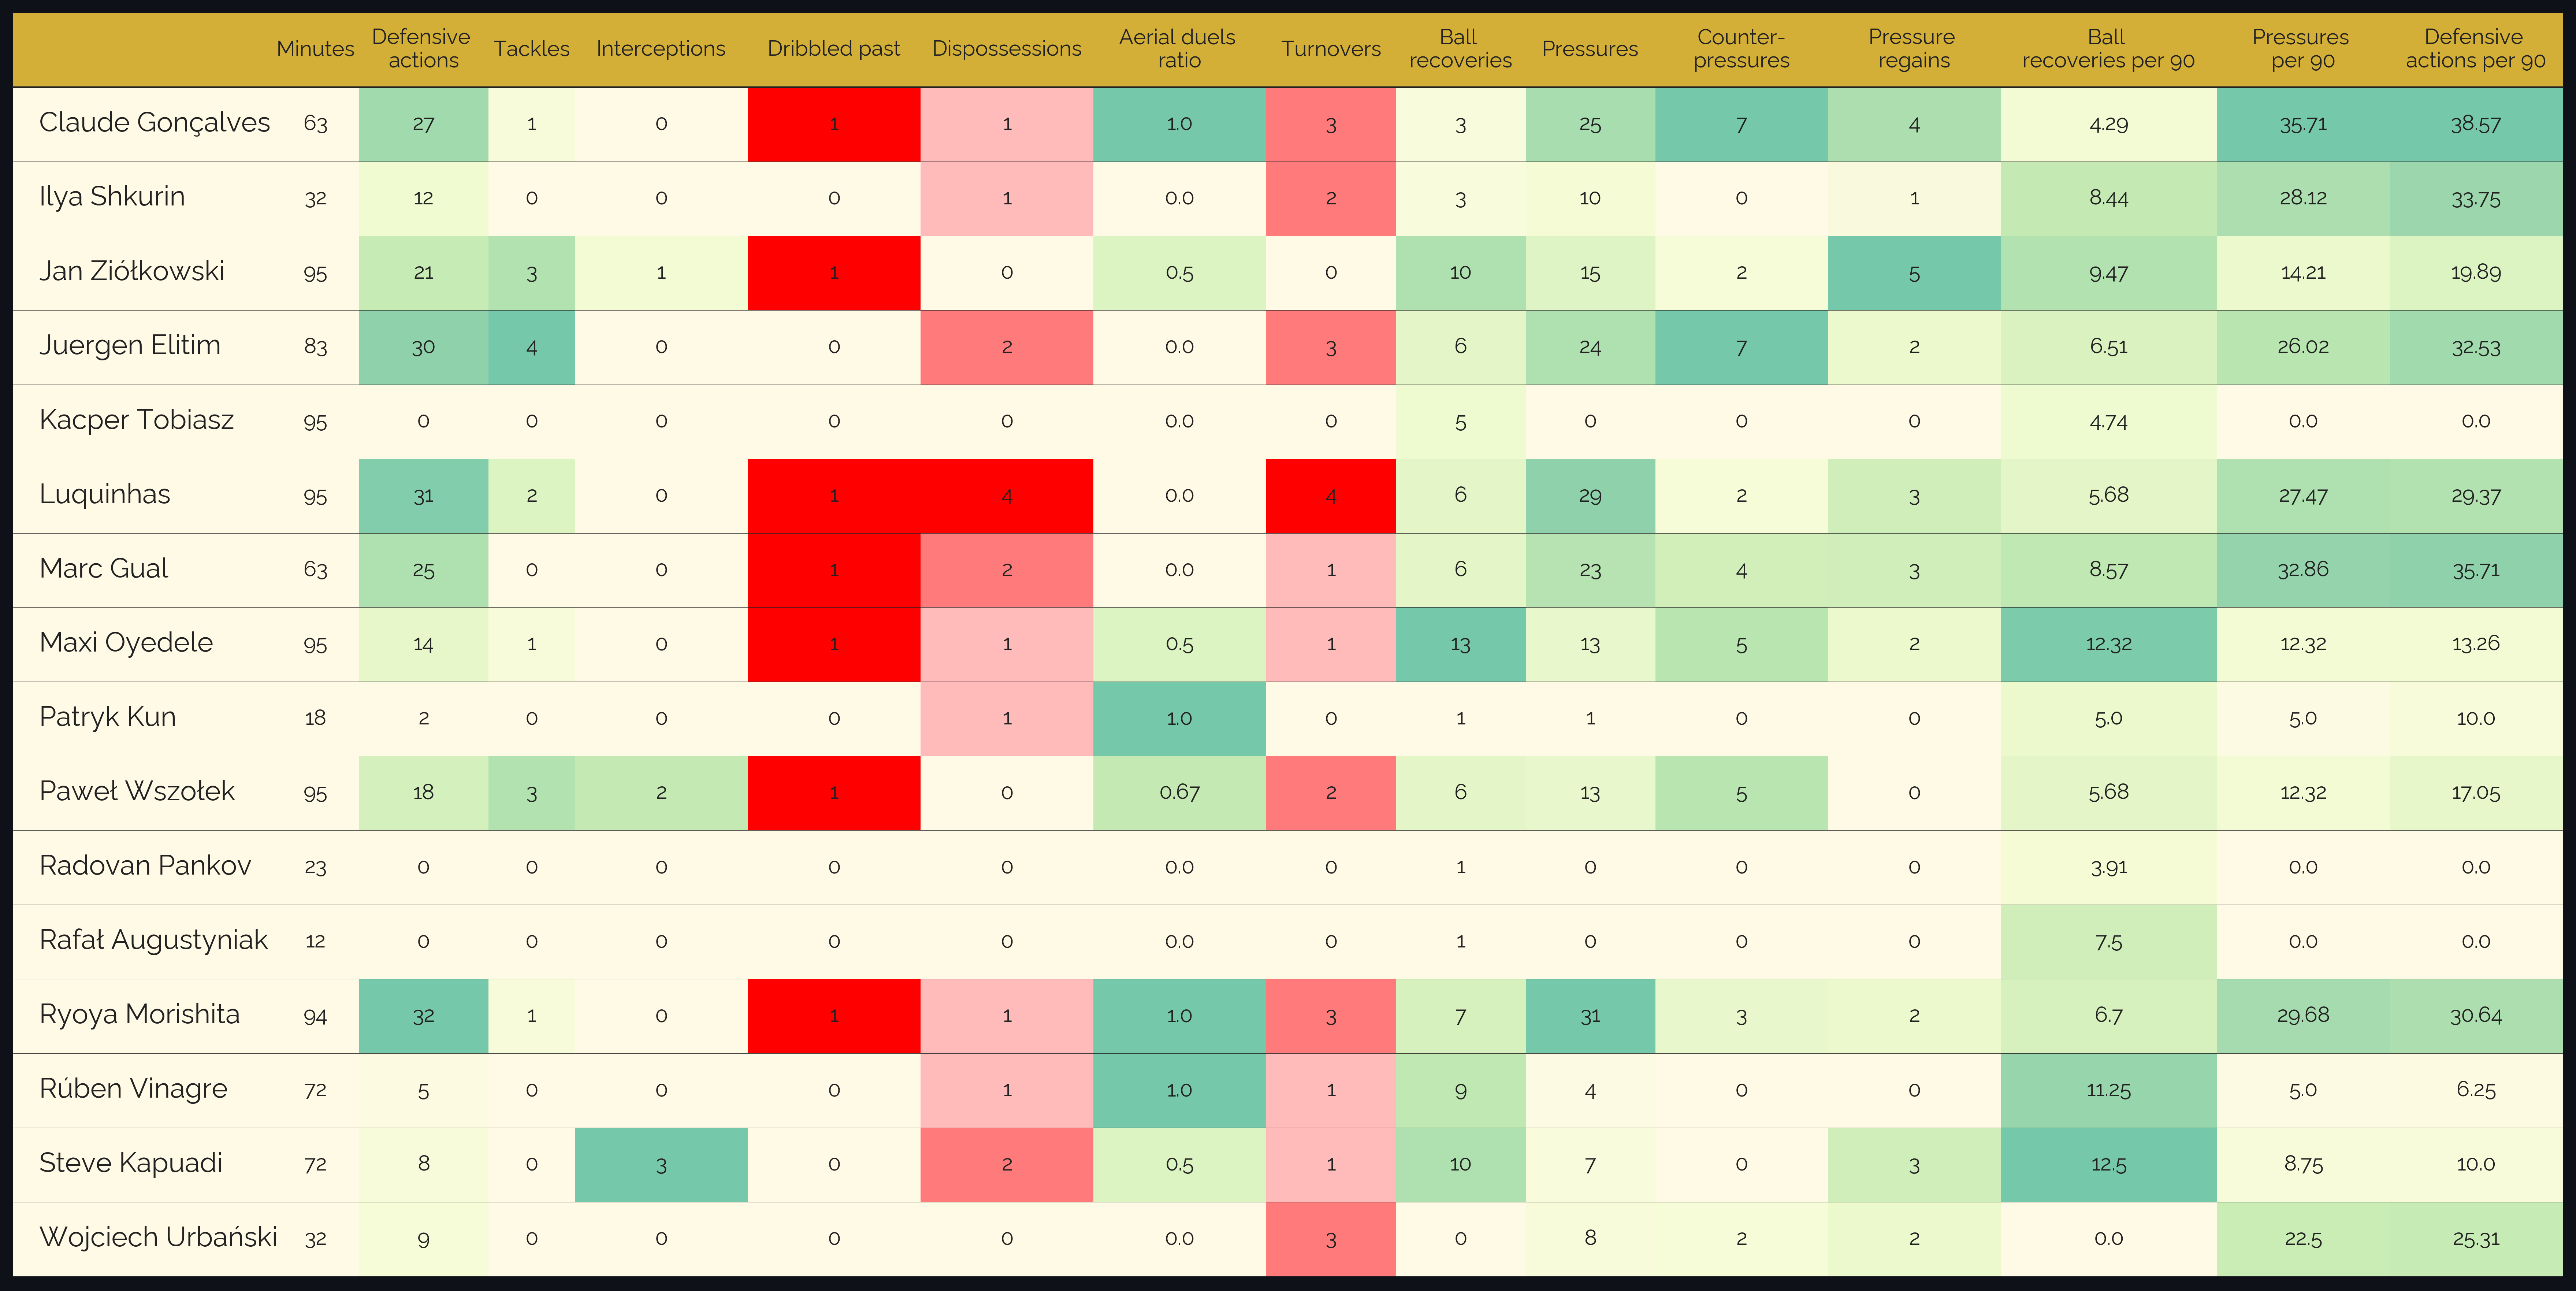 Minutes Defensive actions Tackles Interceptions Dribbled past Dispossessions Aerial duels ratio Turnovers Ball recoveries Pressures Counter-pressures Pressure regains Ball recoveries per 90 Pressures per 90 Defensive actions per 90
Claude Gonçalves 63 27 1 0 1 1 1.0 3 3 25 7 4 4.29 35.71 38.57
Ilya Shkurin 32 12 0 0 0 1 0.0 2 3 10 0 1 8.44 28.12 33.75
Jan Ziółkowski 95 21 3 1 1 0 0.5 0 10 15 2 5 9.47 14.21 19.89
Juergen Elitim 83 30 4 0 0 2 0.0 3 6 24 7 2 6.51 26.02 32.53
Kacper Tobiasz 95 0 0 0 0 0 0.0 0 5 0 0 0 4.74 0.0 0.0
Luquinhas 95 31 2 0 1 4 0.0 4 6 29 2 3 5.68 27.47 29.37
Marc Gual 63 25 0 0 1 2 0.0 1 6 23 4 3 8.57 32.86 35.71
Maxi Oyedele 95 14 1 0 1 1 0.5 1 13 13 5 2 12.32 12.32 13.26
Patryk Kun 18 2 0 0 0 1 1.0 0 1 1 0 0 5.0 5.0 10.0
Paweł Wszołek 95 18 3 2 1 0 0.67 2 6 13 5 0 5.68 12.32 17.05
Radovan Pankov 23 0 0 0 0 0 0.0 0 1 0 0 0 3.91 0.0 0.0
Rafał Augustyniak 12 0 0 0 0 0 0.0 0 1 0 0 0 7.5 0.0 0.0
Ryoya Morishita 94 32 1 0 1 1 1.0 3 7 31 3 2 6.7 29.68 30.64
Rúben Vinagre 72 5 0 0 0 1 1.0 1 9 4 0 0 11.25 5.0 6.25
Steve Kapuadi 72 8 0 3 0 2 0.5 1 10 7 0 3 12.5 8.75 10.0
Wojciech Urbański 32 9 0 0 0 0 0.0 3 0 8 2 2 0.0 22.5 25.31